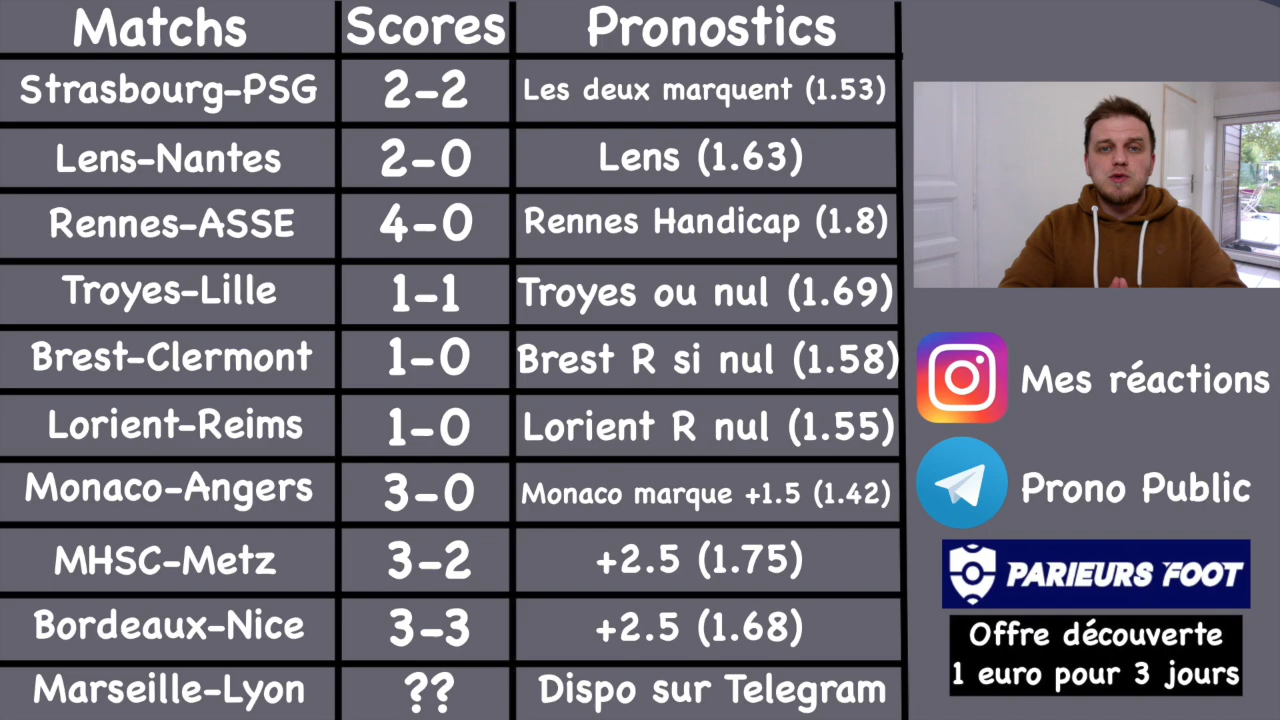 Matchs Scores Pronostics
Strasbourg-PSG 2-2 Les deux marquent (1.53)
Lens-Nantes 2-0 Lens (1.63)
Rennes-ASSE 4-0 Rennes Handicap (1.8)
Troyes-Lille 1-1 Troyes ou nul (1.69)
Brest-Clermont 1-0 Brest R si nul (1.58)
Lorient-Reims 1-0 Lorient R nul (1.55)
Monaco-Angers 3-0 Monaco marque +1.5 (1.42)
MHSC-Metz 3-2 +2.5 (1.75)
Bordeaux-Nice 3-3 +2.5 (1.68)
Marseille-Lyon ?? Dispo sur Telegram
Mes réactions
Prono Public
PARIEURS FOOT
Offre découverte
1 euro pour 3 jours